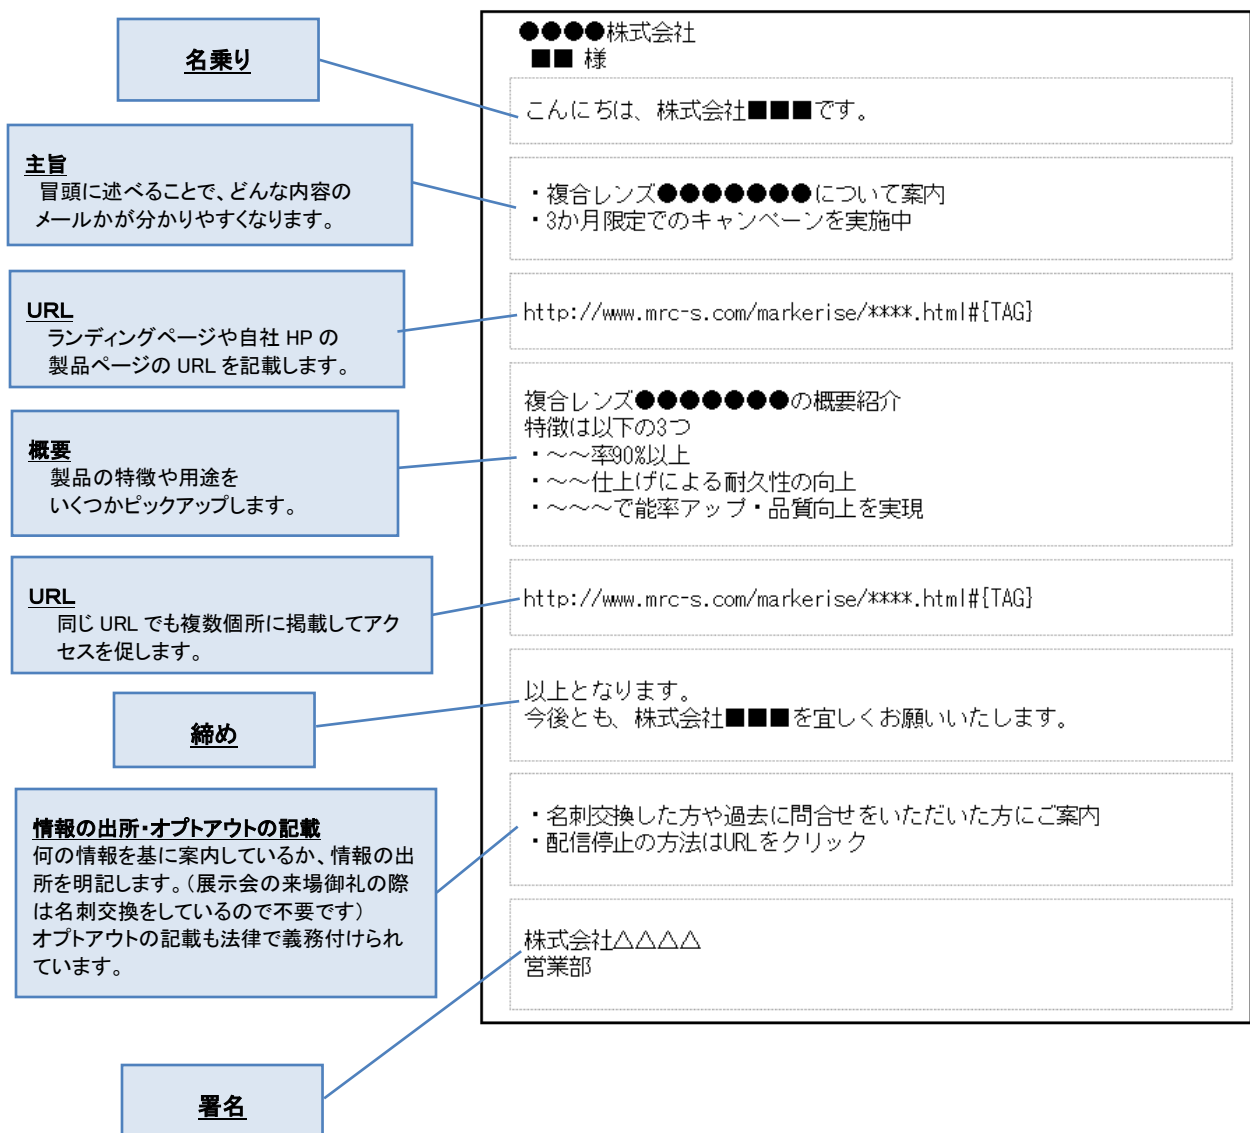 名乗り
主旨
冒頭に述べることで、どんな内容の
メールかが分かりやすくなります。
URL
ランディングページや自社 HP の
製品ページの URL を記載します。
概要
製品の特徴や用途を
いくつかピックアップします。
URL
同じ URL でも複数個所に掲載してアク
セスを促します。
締め
情報の出所・オプトアウトの記載
何の情報を基に案内しているか、情報の出
所を明記します。（展示会の来場御礼の際
は名刺交換をしているので不要です）
オプトアウトの記載も法律で義務付けられ
ています。
署名
●●●●株式会社
■■ 様
こんにちは、株式会社■■■です。
・複合レンズ●●●●●●●について案内
・3か月限定でのキャンペーンを実施中
http://www.mrc-s.com/markerise/****.html#{TAG}
複合レンズ●●●●●●●の概要紹介
特徴は以下の3つ
・～～率90%以上
・～～仕上げによる耐久性の向上
・～～～で能率アップ・品質向上を実現
http://www.mrc-s.com/markerise/****.html#{TAG}
以上となります。
今後とも、株式会社■■■を宜しくお願いいたします。
・名刺交換した方や過去に問合せをいただいた方にご案内
・配信停止の方法はURLをクリック
株式会社△△△△
営業部